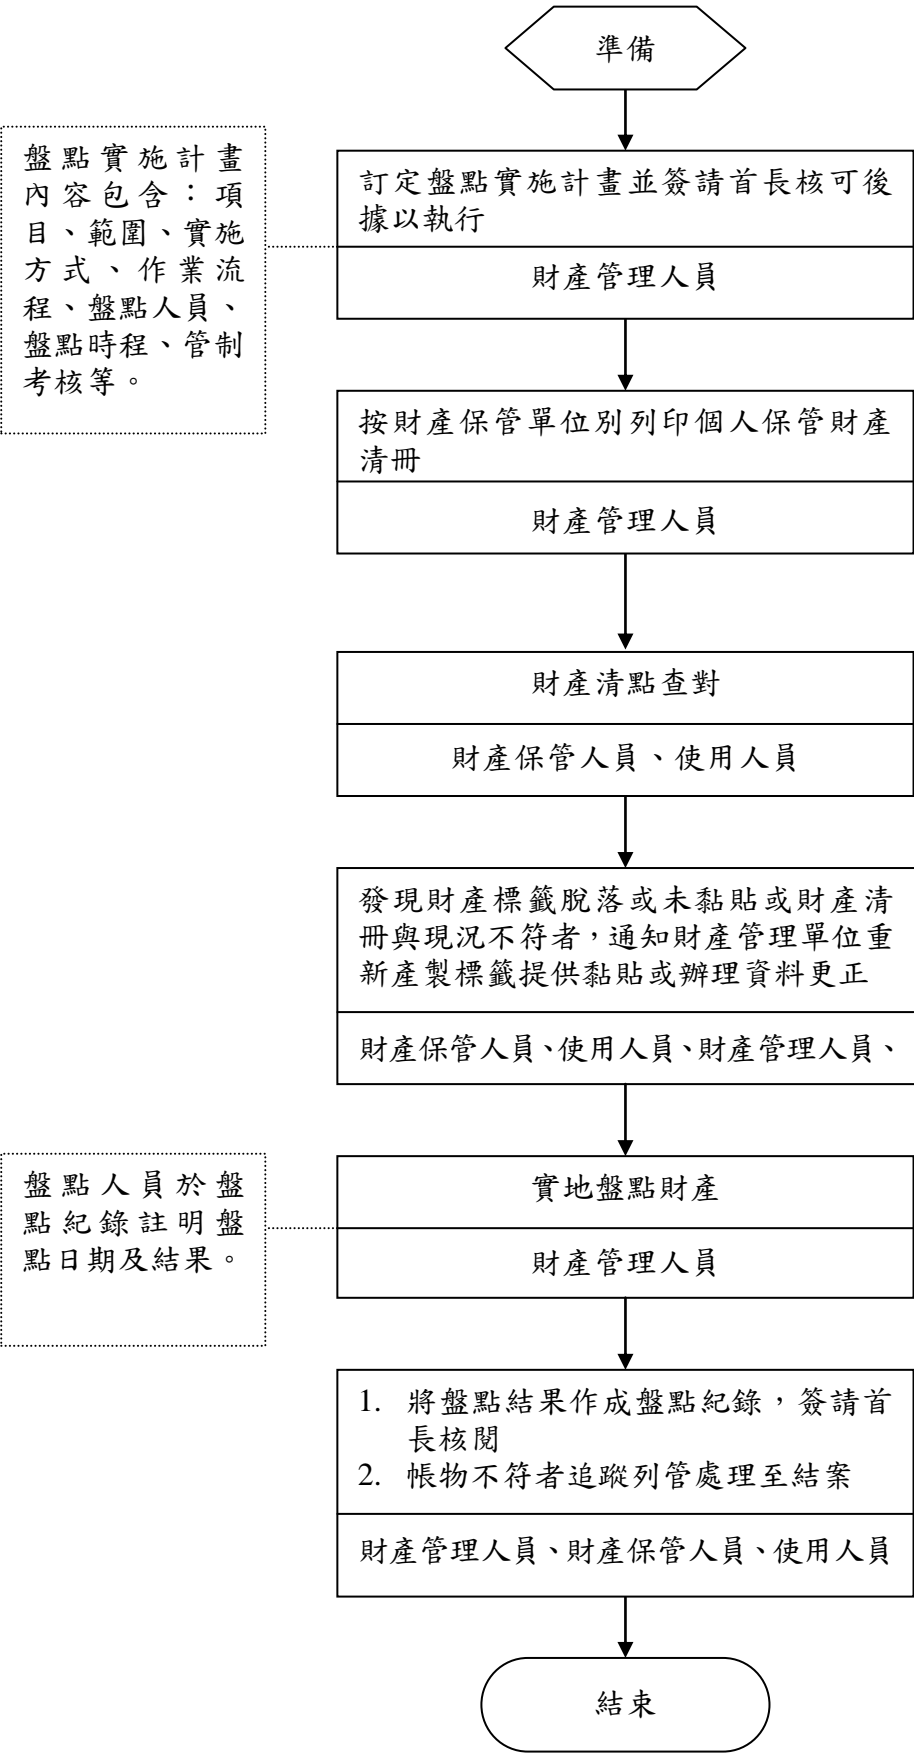 準備
盤點實施計畫
內容包含：項
目、範圍、實施
方式、作業流
程、盤點人員、
盤點時程、管制
考核等。
訂定盤點實施計畫並簽請首長核可後
據以執行
財產管理人員
按財產保管單位別列印個人保管財產
清冊
財產管理人員
財產清點查對
財產保管人員、使用人員
發現財產標籤脫落或未黏貼或財產清
冊與現況不符者，通知財產管理單位重
新產製標籤提供黏貼或辦理資料更正
財產保管人員、使用人員、財產管理人員、
盤點人員於盤
點紀錄註明盤
點日期及結果。
實地盤點財產
財產管理人員
1. 將盤點結果作成盤點紀錄，簽請首
長核閱
2. 帳物不符者追蹤列管處理至結案
財產管理人員、財產保管人員、使用人員
結束